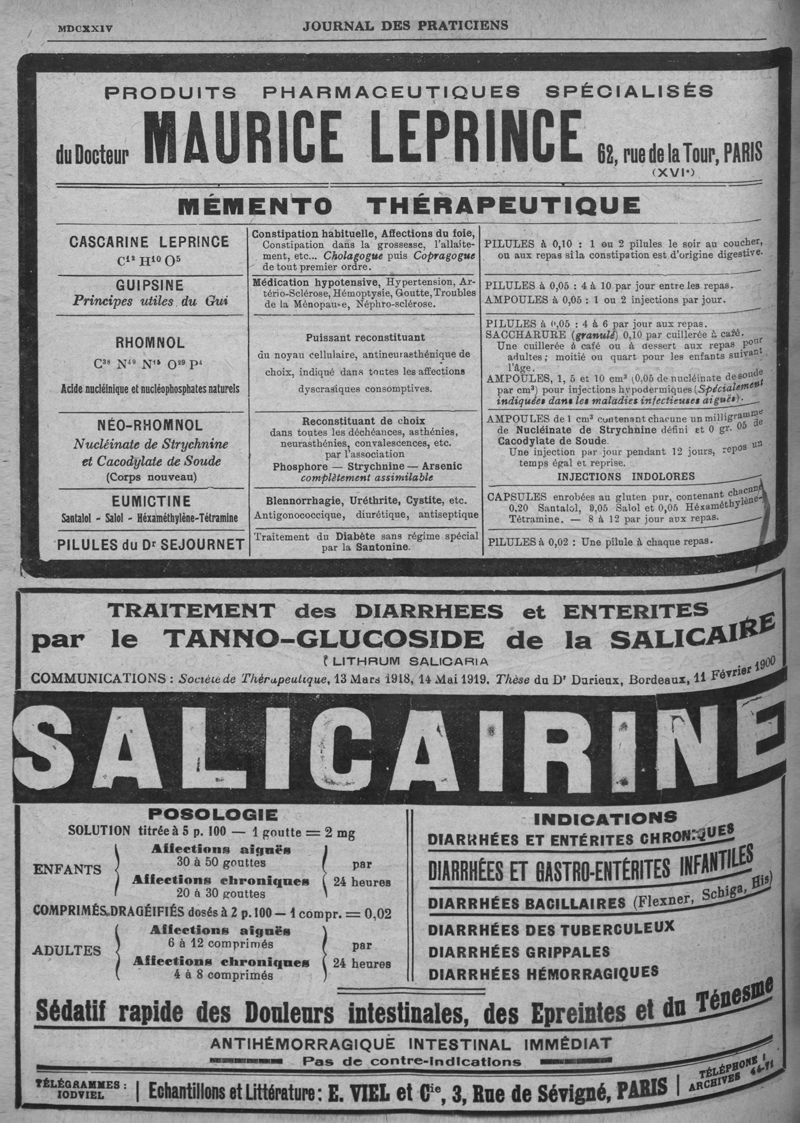 MDCXXIV
JOURNAL DES PRATICIENS
PRODUITS PHARMACEUTIQUES SPÉCIALISÉS
du Docteur MAURICE LEPRINCE 62, rue de la Tour, PARIS
(XVIe)
MÉMENTO THÉRAPEUTIQUE
CASCARINE LEPRINCE
C12 H10 O5
Constipation habituelle, Affections du foie,
Constipation dans la grossesse, l'allaite-
ment, etc... Cholagogue puis Copragogue
de tout premier ordre.
PILULES à 0,10 : 1 ou 2 pilules le soir au coucher,
ou aux repas si la constipation est d'origine digestive.
GUIPSINE
Principes utiles du Gui
Médication hypotensive, Hypertension, Ar-
tério-Sclérose, Hémoptysie, Goutte, Troubles
de la Ménopause, Néphro-sclérose.
PILULES à 0,05 : 4 à 10 par jour entre les repas.
AMPOULES à 0,05 : 1 ou 2 injections par jour.
RHOMNOL
Acide nucléinique et nucléophosphates naturels
Puissant reconstituant
du noyau cellulaire, antineurasthénique de
choix, indiqué dans toutes les affections
dyscrasiques consomptives.
PILULES à 0,05 : 4 à 6 par jour aux repas.
SACCHARURE (granulé) 0,10 par cuillerée à café.
Une cuillerée à café ou à dessert aux repas pour
adultes; moitié ou quart pour les enfants suivant
l'âge.
AMPOULES, 1, 5 et 10 cm3 (0,05 de nucléinate de soude
par cm3) pour injections hypodermiques (Spécialement
indiquées dans les maladies infectieuses aiguës).
NÉO-RHOMNOL
Nucléinate de Strychnine
et Cacodylate de Soude
(Corps nouveau)
Reconstituant de choix
dans toutes les déchéances, asthénies,
neurasthénies, convalescences, etc.
par l'association
Phosphore — Strychnine — Arsenic
complètement assimilable
AMPOULES de 1 cm3 contenant chacune un milligramme
de Nucléinate de Strychnine défini et 0 gr. 05 de
Cacodylate de Soude.
Une injection par jour pendant 12 jours, repos un
temps égal et reprise.
INJECTIONS INDOLORES
EUMICTINE
Santalol - Salol - Héxaméthylène-Tétramine
Blennorrhagie, Uréthrite, Cystite, etc.
Antigonococcique, diurétique, antiseptique
CAPSULES enrobées au gluten pur, contenant chacune
0,20 Santalol, 0,05 Salol et 0,05 Héxaméthylène-
Tétramine. — 8 à 12 par jour aux repas.
PILULES du Dr SEJOURNET
Traitement du Diabète sans régime spécial
par la Santonine.
PILULES à 0,02 : Une pilule à chaque repas.
TRAITEMENT des DIARRHEES et ENTERITES
par le TANNO-GLUCOSIDE de la SALICAIRE
LITHRUM SALICARIA
COMMUNICATIONS : Société de Thérapeutique, 13 Mars 1918, 14 Mai 1919. Thèse du Dr Durieux, Bordeaux, 11 Février 1900
SALICAIRINE
POSOLOGIE
SOLUTION titrée à 5 p. 100 — 1 goutte = 2 mg
ENFANTS
Affections aiguës
30 à 50 gouttes
Affections chroniques
20 à 30 gouttes
par
24 heures
COMPRIMÉS DRAGÉIFIÉS dosés à 2 p. 100 — 1 compr. = 0,02
ADULTES
Affections aiguës
6 à 12 comprimés
Affections chroniques
4 à 8 comprimés
par
24 heures
INDICATIONS
DIARRHÉES ET ENTÉRITES CHRONIQUES
DIARRHÉES ET GASTRO-ENTÉRITES INFANTILES
DIARRHÉES BACILLAIRES (Flexner, Schiga, His)
DIARRHÉES DES TUBERCULEUX
DIARRHÉES GRIPPALES
DIARRHÉES HÉMORRAGIQUES
Sédatif rapide des Douleurs intestinales, des Epreintes et du Ténesme
ANTIHÉMORRAGIQUE INTESTINAL IMMÉDIAT
Pas de contre-indications
TÉLÉGRAMMES :
IODVIEL
Echantillons et Littérature : E. VIEL et Cie, 3, Rue de Sévigné, PARIS
TÉLÉPHONE :
ARCHIVES 44-71